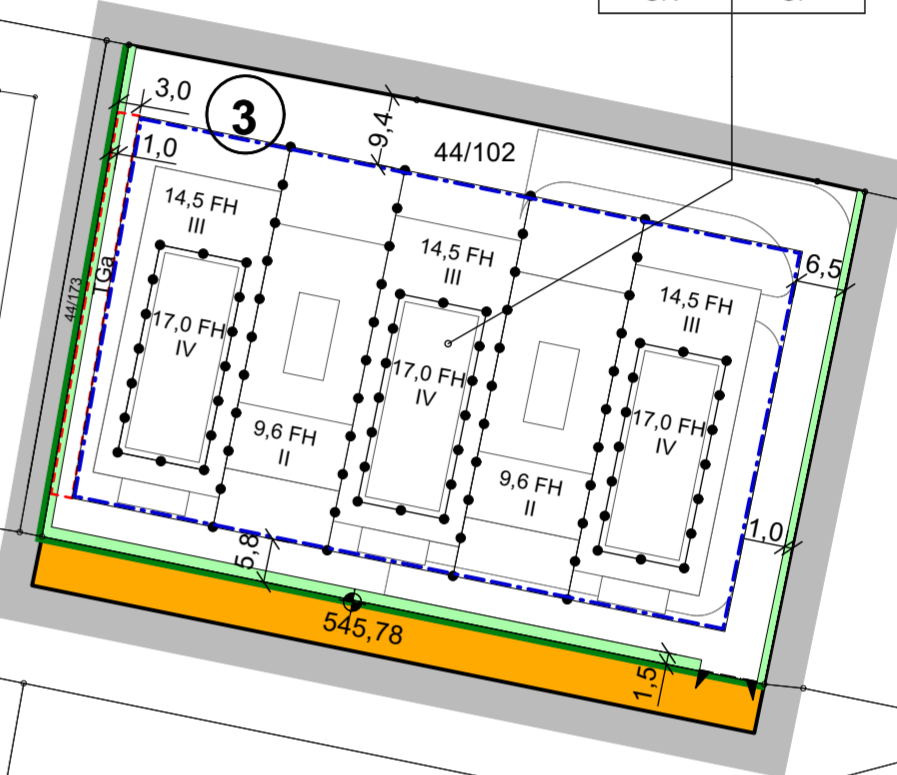 3,0
3
9,4
44/102
1,0
14,5 FH
III
14,5 FH
III
6,5
14,5 FH
III
TGa
44/173
17,0 FH
IV
17,0 FH
IV
17,0 FH
IV
9,6 FH
II
9,6 FH
II
1,0
5,8
545,78
1,5